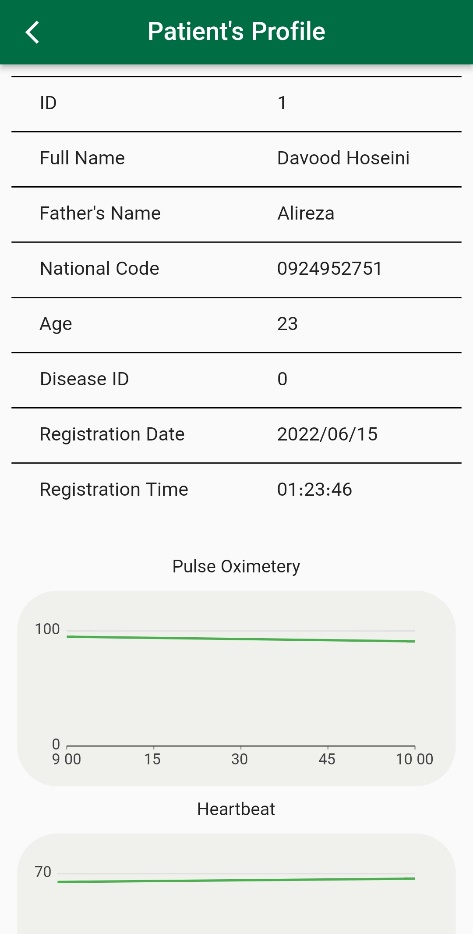 Patient's Profile
ID 1
Full Name Davood Hoseini
Father's Name Alireza
National Code 0924952751
Age 23
Disease ID 0
Registration Date 2022/06/15
Registration Time 01:23:46
Pulse Oximetery
100
0
9 00 15 30 45 10 00
Heartbeat
70